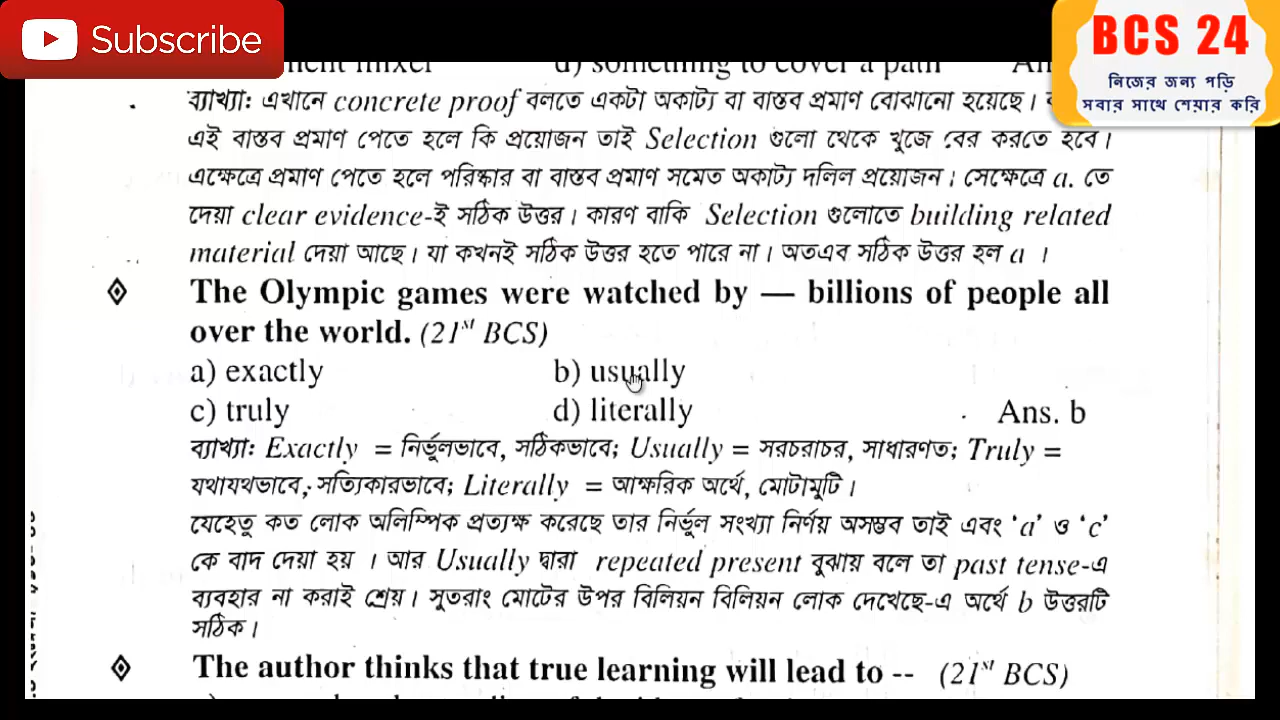 Subscribe
BCS 24
নিজের জন্য পড়ি
সবার সাথে শেয়ার করি
mixer d) something to cover a path
ব্যাখ্যা: এখানে concrete proof বলতে একটা অকাট্য বা বাস্তব প্রমাণ বোঝানো হয়েছে।
এই বাস্তব প্রমাণ পেতে হলে কি প্রয়োজন তাই Selection গুলো থেকে খুজে বের করতে হবে।
এক্ষেত্রে প্রমাণ পেতে হলে পরিষ্কার বা বাস্তব প্রমাণ সমেত অকাট্য দলিল প্রয়োজন। সেক্ষেত্রে a. তে
দেয়া clear evidence-ই সঠিক উত্তর। কারণ বাকি Selection গুলোতে building related
material দেয়া আছে। যা কখনই সঠিক উত্তর হতে পারে না। অতএব সঠিক উত্তর হল a ।
The Olympic games were watched by — billions of people all
over the world. (21st BCS)
a) exactly b) usually
c) truly d) literally Ans. b
ব্যাখ্যা: Exactly = নির্ভুলভাবে, সঠিকভাবে; Usually = সরচরাচর, সাধারণত; Truly =
যথাযথভাবে, সত্যিকারভাবে; Literally = আক্ষরিক অর্থে, মোটামুটি।
যেহেতু কত লোক অলিম্পিক প্রত্যক্ষ করেছে তার নির্ভুল সংখ্যা নির্ণয় অসম্ভব তাই এবং ‘a’ ও ‘c’
কে বাদ দেয়া হয় । আর Usually দ্বারা repeated present বুঝায় বলে তা past tense-এ
ব্যবহার না করাই শ্রেয়। সুতরাং মোটের উপর বিলিয়ন বিলিয়ন লোক দেখেছে-এ অর্থে b উত্তরটি
সঠিক।
The author thinks that true learning will lead to -- (21st BCS)